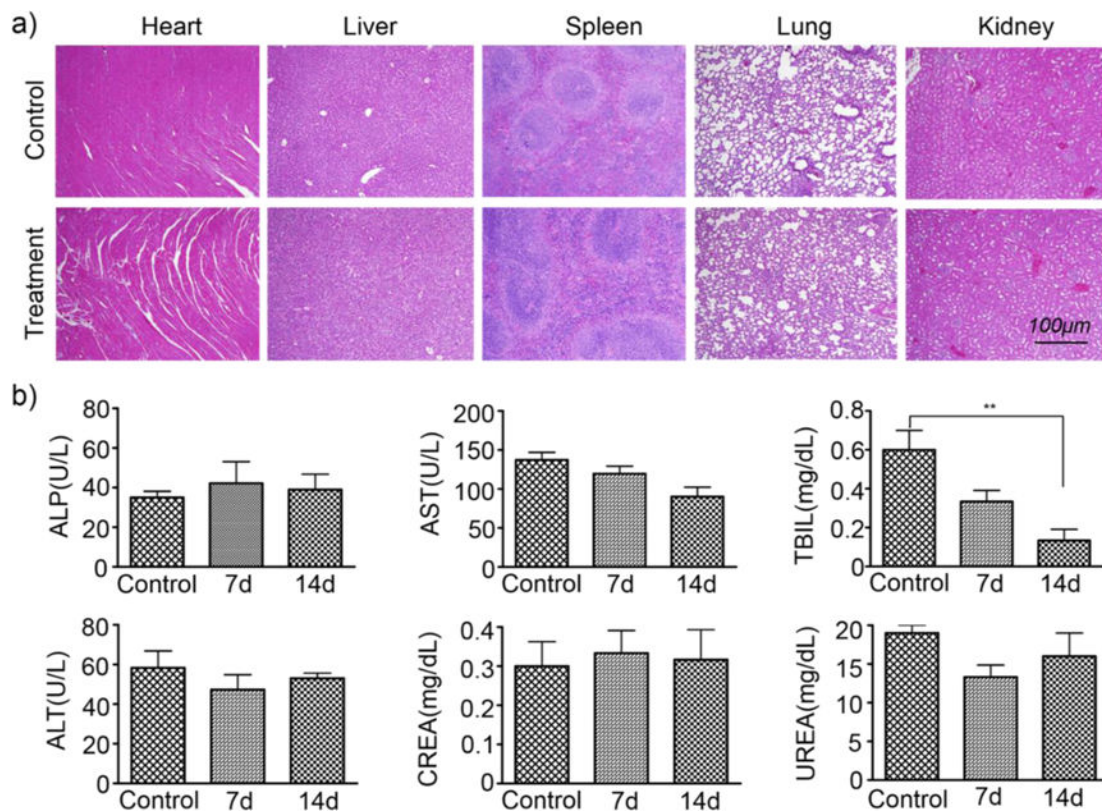 a)
Heart Liver Spleen Lung Kidney
Control
Treatment
100μm
b)
ALP(U/L)
80
60
40
20
0
Control 7d 14d
AST(U/L)
200
150
100
50
0
Control 7d 14d
TBIL(mg/dL)
0.8
0.6
0.4
0.2
0
**
Control 7d 14d
ALT(U/L)
80
60
40
20
0
Control 7d 14d
CREA(mg/dL)
0.4
0.3
0.2
0.1
0
Control 7d 14d
UREA(mg/dL)
20
15
10
5
0
Control 7d 14d